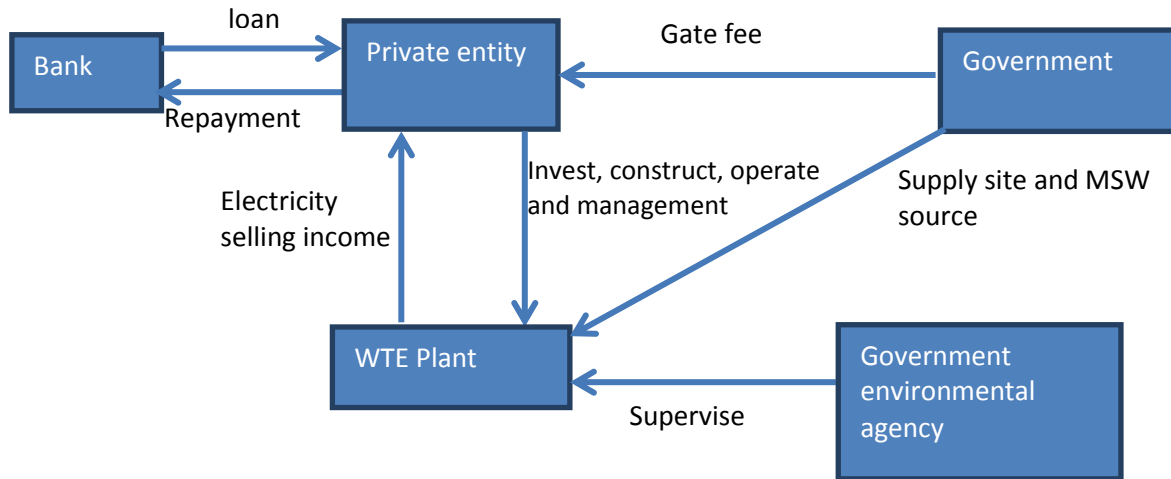 loan
Bank
Private entity
Gate fee
Government
Repayment
Electricity
selling income
Invest, construct, operate
and management
Supply site and MSW
source
WTE Plant
Supervise
Government
environmental
agency